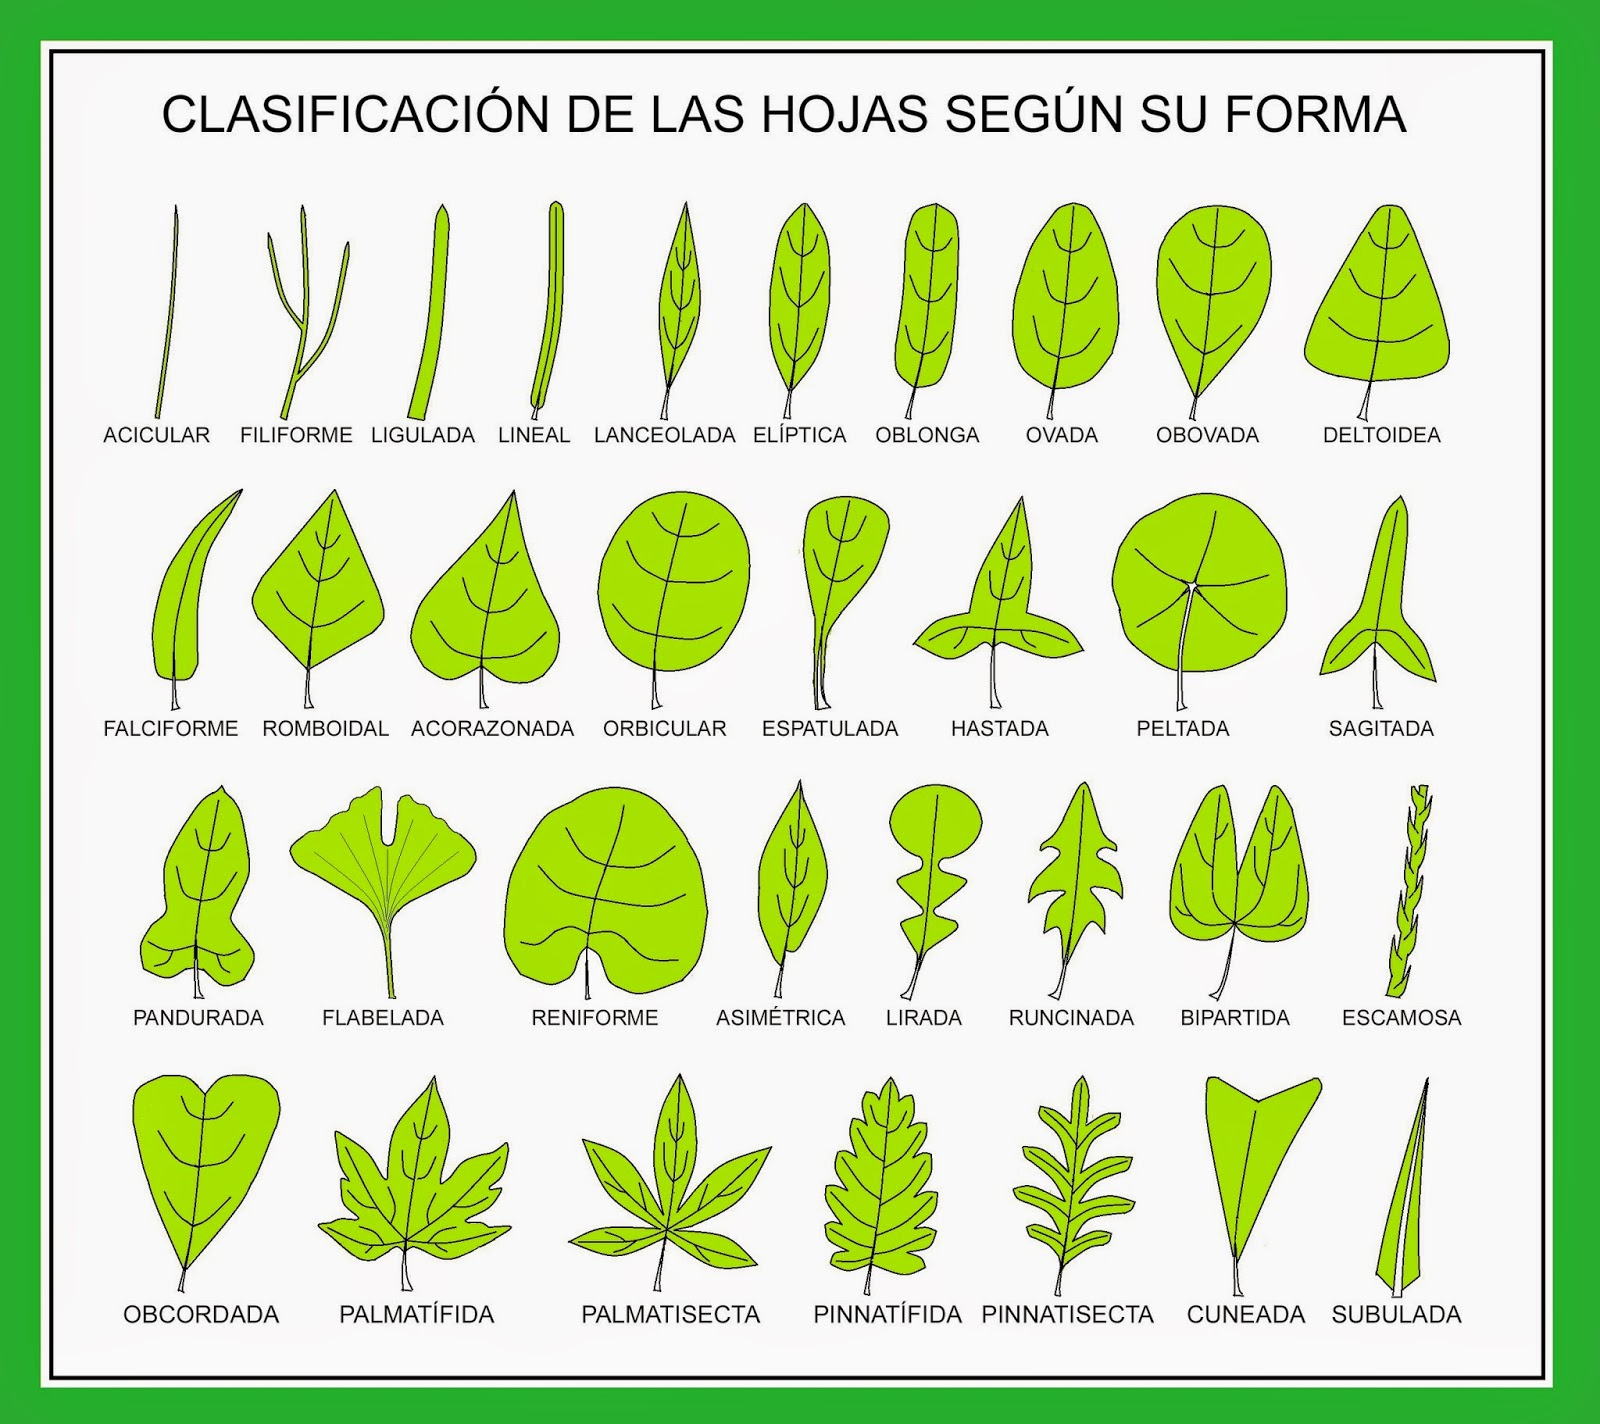 CLASIFICACIÓN DE LAS HOJAS SEGÚN SU FORMA
ACICULAR FILIFORME LIGULADA LINEAL LANCEOLADA ELÍPTICA OBLONGA OVADA OBOVADA DELTOIDEA
FALCIFORME ROMBOIDAL ACORAZONADA ORBICULAR ESPATULADA HASTADA PELTADA SAGITADA
PANDURADA FLABELADA RENIFORME ASIMÉTRICA LIRADA RUNCINADA BIPARTIDA ESCAMOSA
OBCORDADA PALMATÍFIDA PALMATISECTA PINNATÍFIDA PINNATISECTA CUNEADA SUBULADA